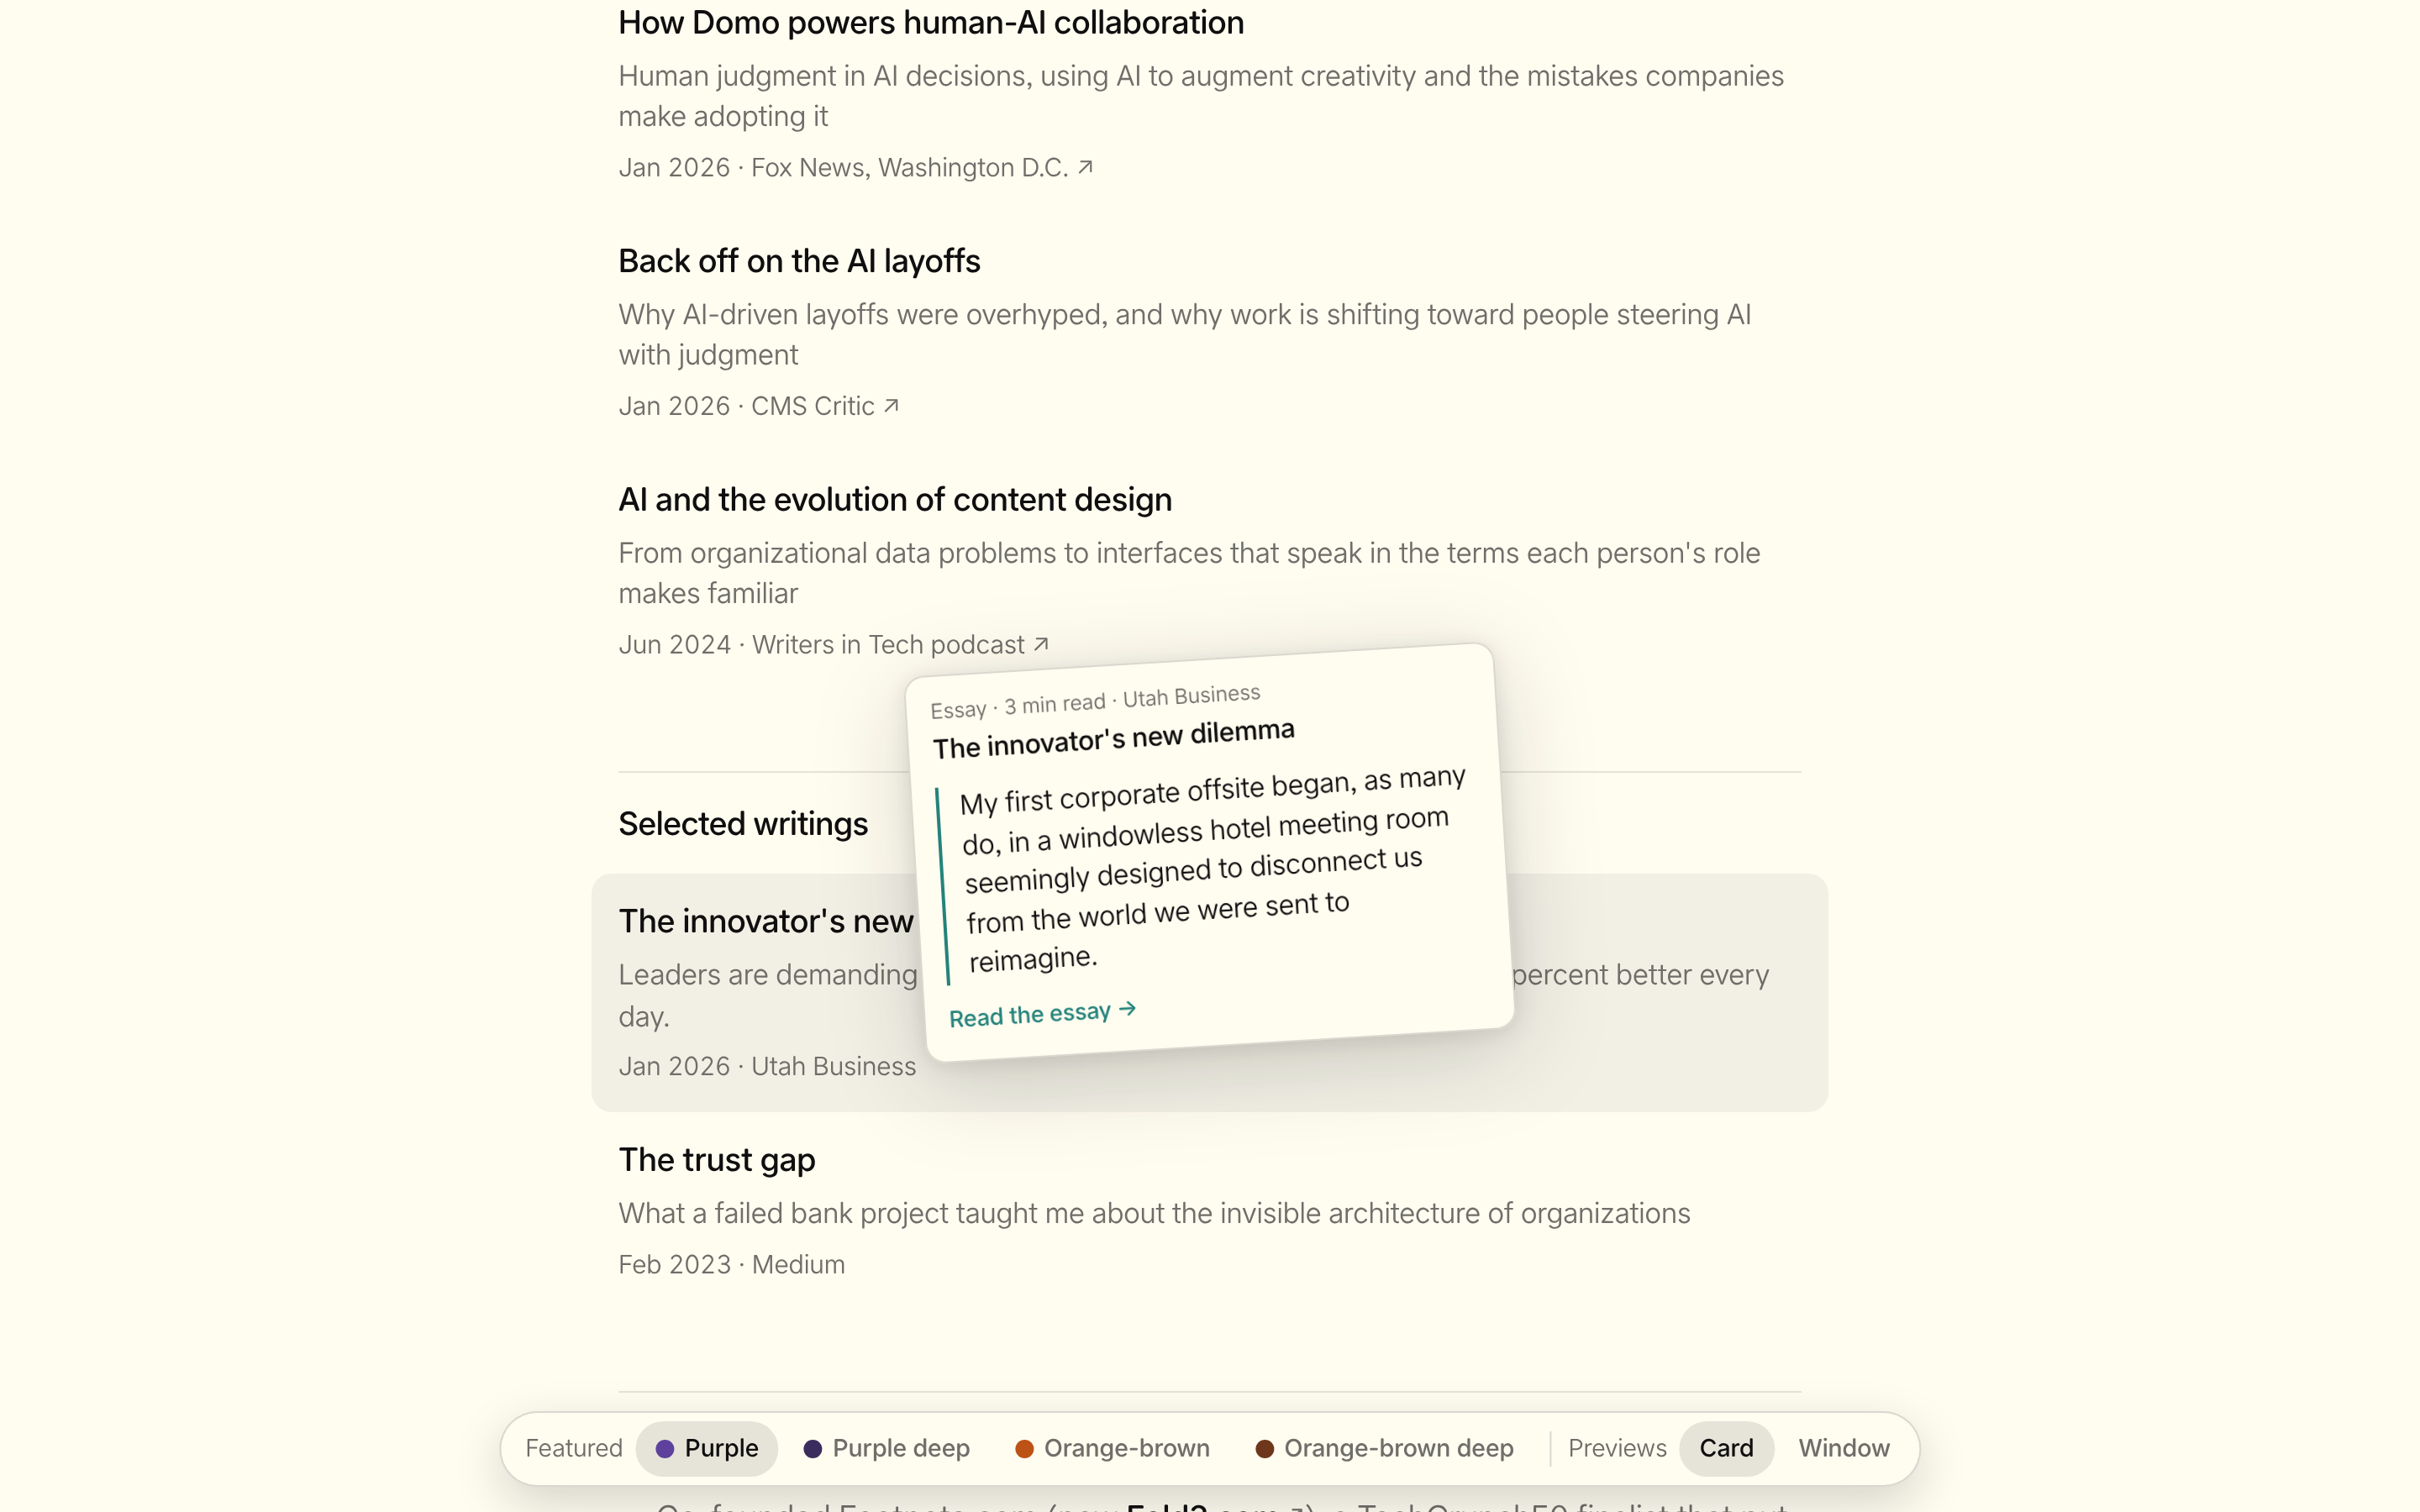 How Domo powers human-AI collaboration
Human judgment in AI decisions, using AI to augment creativity and the mistakes companies
make adopting it
Jan 2026 · Fox News, Washington D.C. ↗
Back off on the AI layoffs
Why AI-driven layoffs were overhyped, and why work is shifting toward people steering AI
with judgment
Jan 2026 · CMS Critic ↗
AI and the evolution of content design
From organizational data problems to interfaces that speak in the terms each person's role
makes familiar
Jun 2024 · Writers in Tech podcast ↗
Essay · 3 min read · Utah Business
The innovator's new dilemma
My first corporate offsite began, as many
do, in a windowless hotel meeting room
seemingly designed to disconnect us
from the world we were sent to
reimagine.
Read the essay →
Selected writings
The innovator's new
Leaders are demanding percent better every
day.
Jan 2026 · Utah Business
The trust gap
What a failed bank project taught me about the invisible architecture of organizations
Feb 2023 · Medium
Featured Purple Purple deep Orange-brown Orange-brown deep Previews Card Window